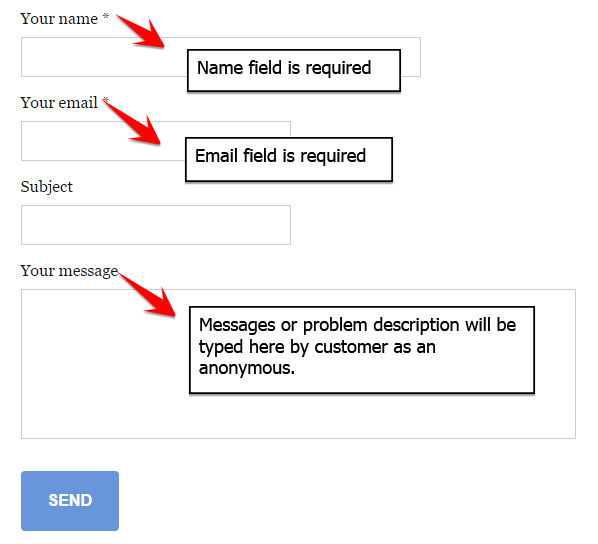 Your name *
Name field is required
Your email *
Email field is required
Subject
Your message
Messages or problem description will be
typed here by customer as an
anonymous.
SEND